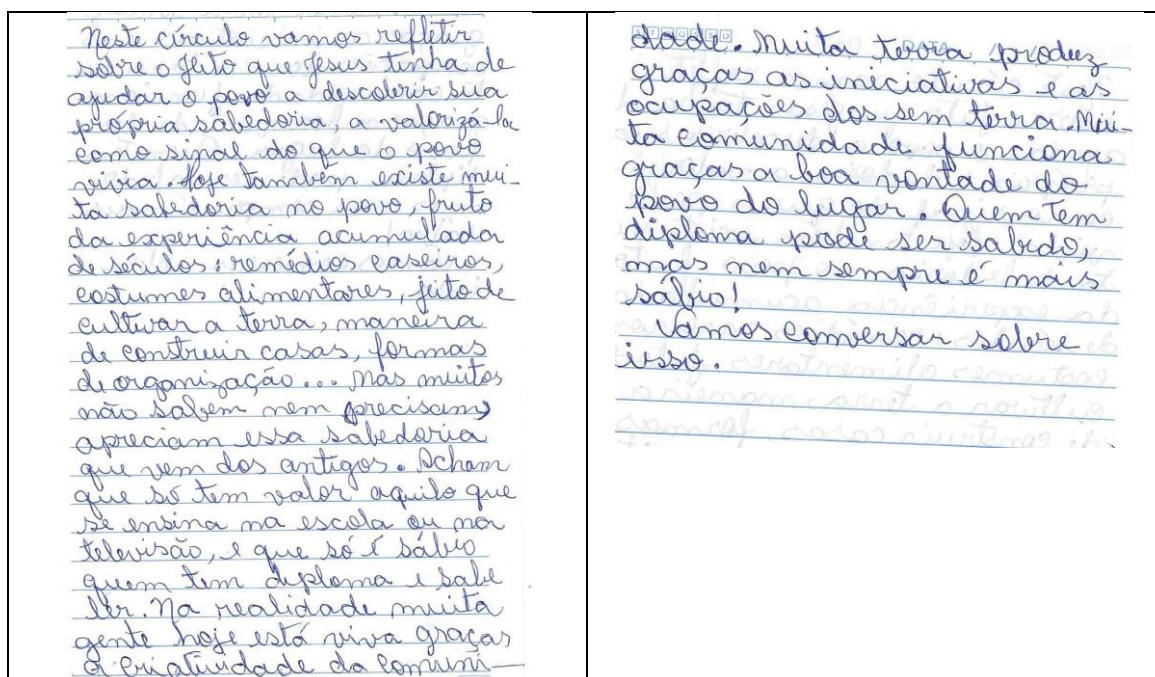 Neste círculo vamos refletir
sobre o jeito que Jesus tinha de
ajudar o povo a descobrir sua
própria sabedoria, a valorizá-la
como sinal do que o povo
vivia. Hoje também existe mui-
ta sabedoria no povo, fruto
da experiência acumulada
de séculos: remédios caseiros,
costumes alimentares, jeito de
cultivar a terra, maneira
de construir casas, formas
de organização... Mas muitos
não sabem nem (precisam)
apreciam essa sabedoria
que vem dos antigos. Acham
que só tem valor aquilo que
se ensina na escola ou na
televisão, e que só é sábio
quem tem diploma e sabe
ler. Na realidade muita
gente hoje está viva graças
a criatividade da comuni-
dade. Muita terra produz
graças as iniciativas e as
ocupações dos sem terra. Mui-
ta comunidade funciona
graças a boa vontade do
povo do lugar. Quem tem
diploma pode ser sabido,
mas nem sempre é mais
sábio!
Vamos conversar sobre
isso.